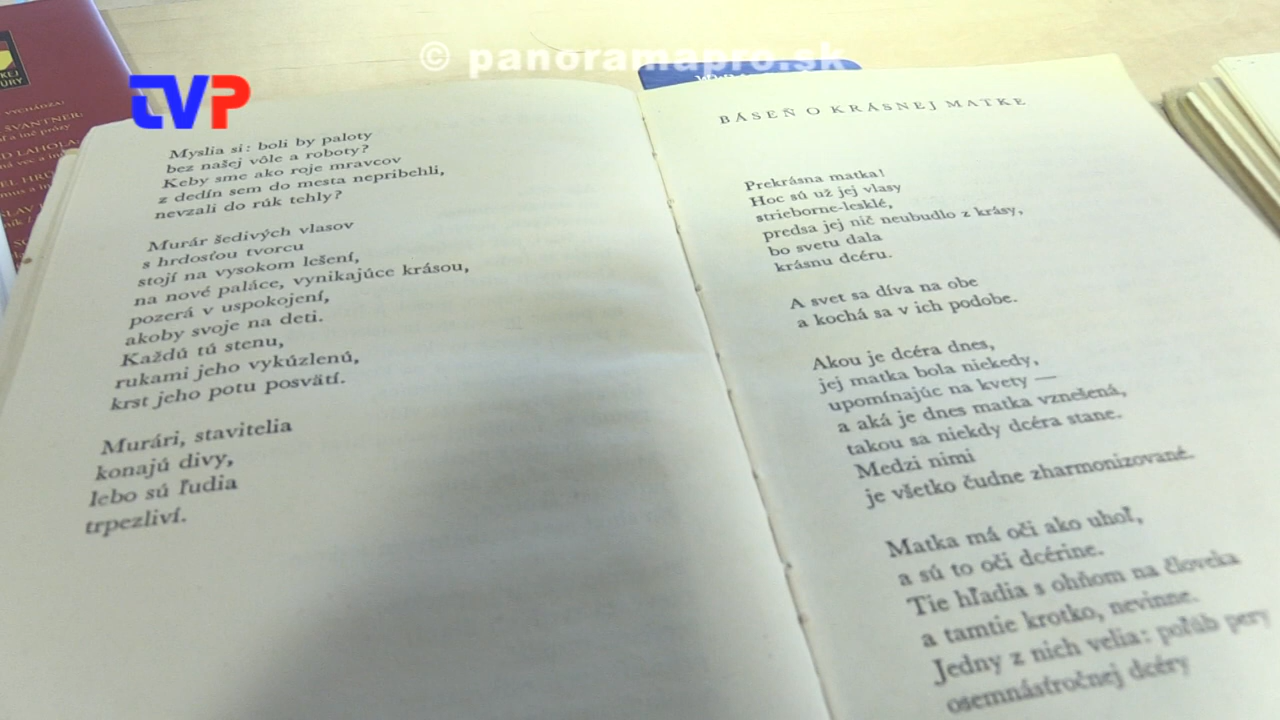 © panoramapro.sk
TVP
VYCHÁDZA:
ŠVANTNER:
LAHOLA:
Myslia si: boli by paloty
bez našej vôle a roboty?
Keby sme ako roje mravcov
z dedín sem do mesta nepribehli,
nevzali do rúk tehly?
Murár šedivých vlasov
s hrdosťou tvorcu
stojí na vysokom lešení,
na nové paláce, vynikajúce krásou,
pozerá v uspokojení,
akoby svoje na deti.
Každú tú stenu,
rukami jeho vykúzlenú,
krst jeho potu posvätí.
Murári, stavitelia
konajú divy,
lebo sú ľudia
trpezliví.
BÁSEŇ O KRÁSNEJ MATKE
Prekrásna matka!
Hoc sú už jej vlasy
strieborne-lesklé,
predsa jej nič neubudlo z krásy,
bo svetu dala
krásnu dcéru.
A svet sa díva na obe
a kochá sa v ich podobe.
Akou je dcéra dnes,
jej matka bola niekedy,
upomínajúc na kvety —
a aká je dnes matka vznešená,
takou sa niekdy dcéra stane.
Medzi nimi
je všetko čudne zharmonizované.
Matka má oči ako uhoľ,
a sú to oči dcérine.
Tie hľadia s ohňom na človeka
a tamtie krotko, nevinne.
Jedny z nich velia: poľúb pery
osemnásťročnej dcéry